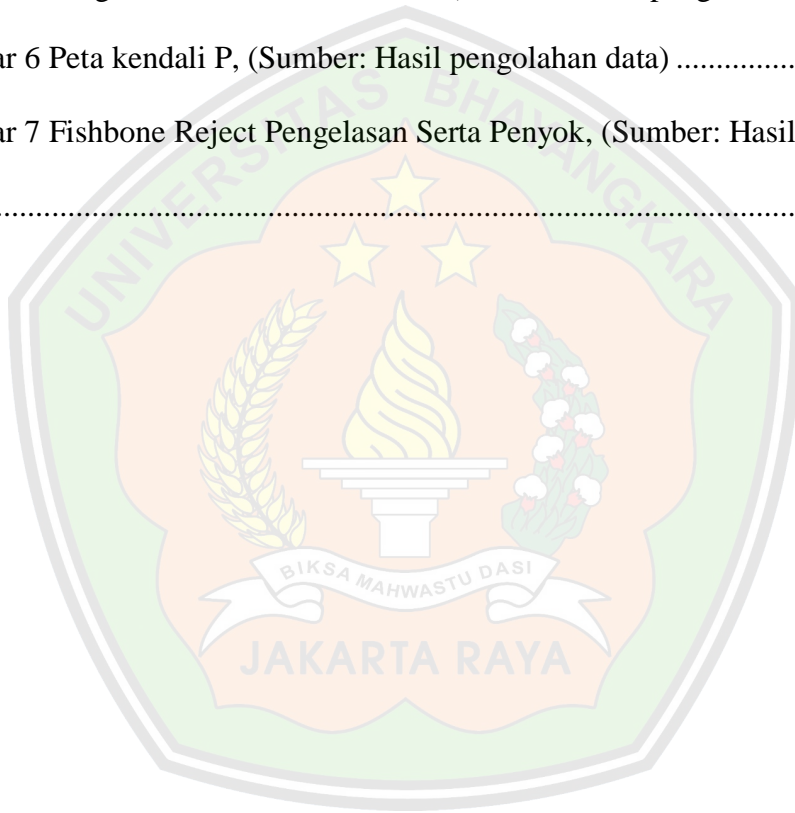 ar 6 Peta kendali P, (Sumber: Hasil pengolahan data) ...............
ar 7 Fishbone Reject Pengelasan Serta Penyok, (Sumber: Hasil
....................................................................................................
UNIVERSITAS BHAYANGKARA
BIKSA MAHWASTU DASI
JAKARTA RAYA